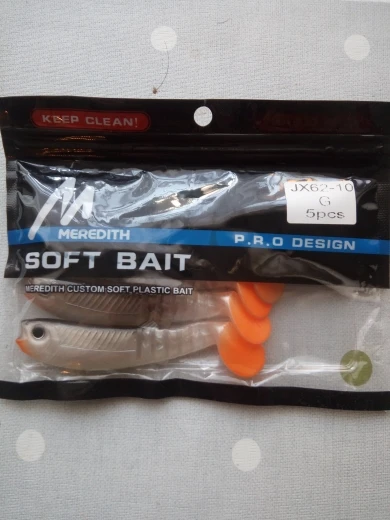 KEEP CLEAN!
JX62-10
G
5pcs
M
MEREDITH
P.R.O DESIGN
SOFT BAIT
MEREDITH CUSTOM SOFT PLASTIC BAIT